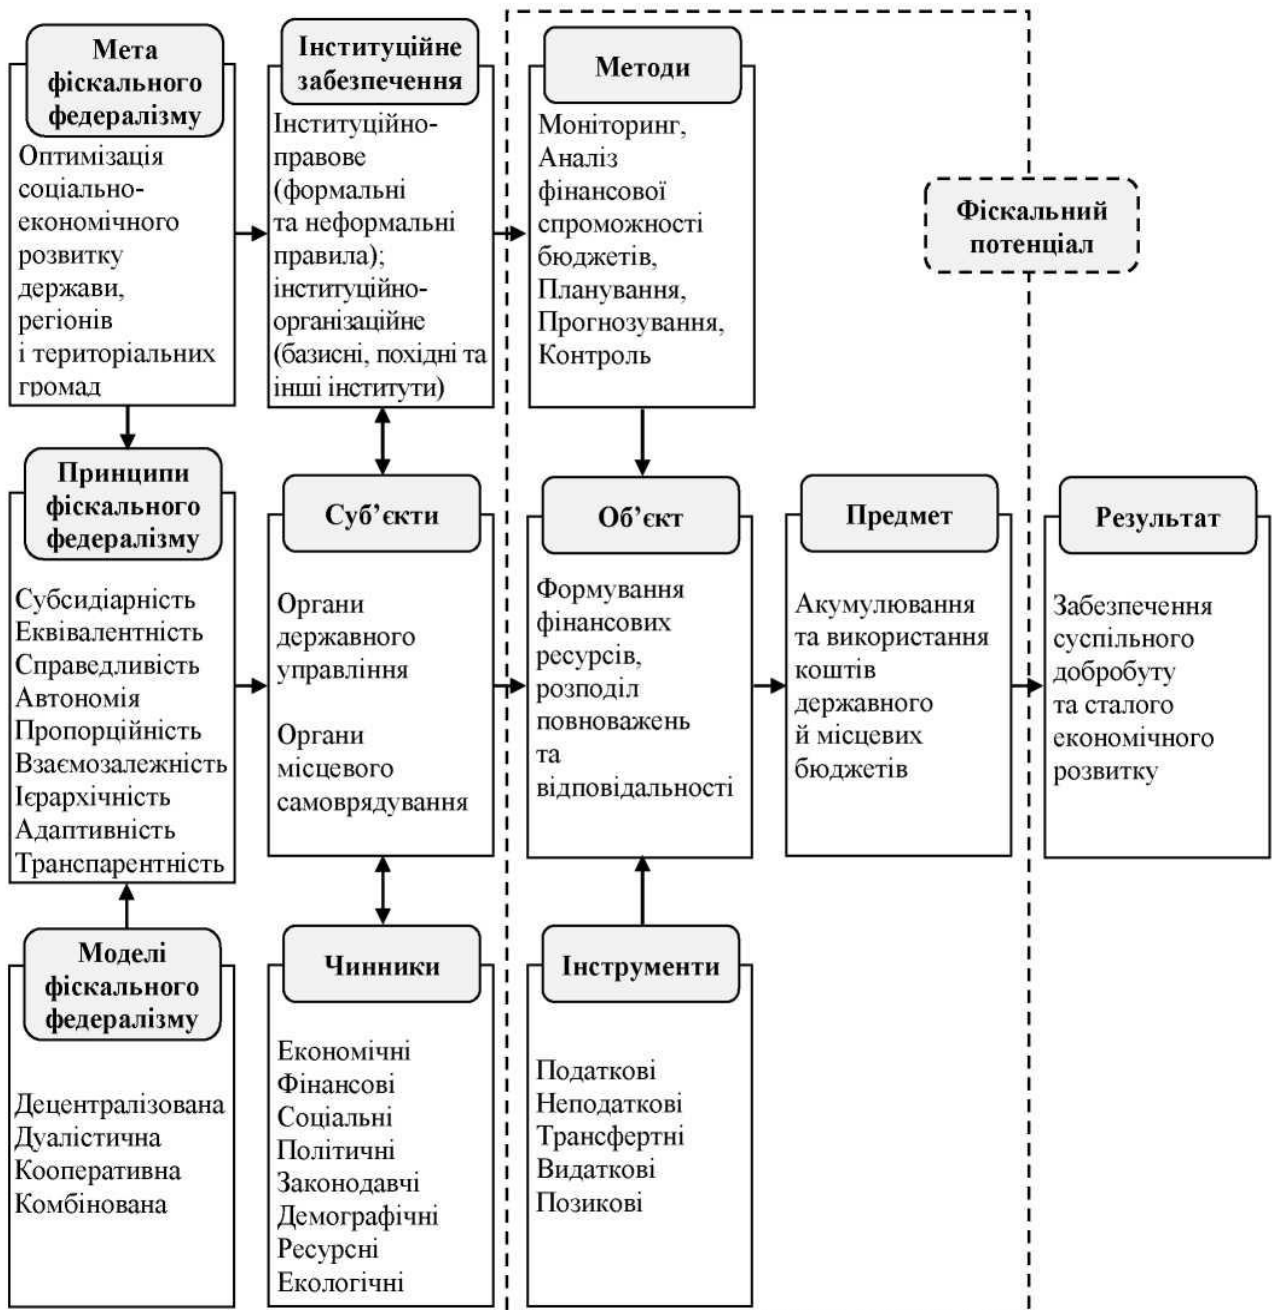 Мета
фіскального
федералізму
Оптимізація
соціально-
економічного
розвитку
держави,
регіонів
і територіальних
громад
Інституційне
забезпечення
Інституційно-
правове
(формальні
та неформальні
правила);
інституційно-
організаційне
(базисні, похідні та
інші інститути)
Методи
Моніторинг,
Аналіз
фінансової
спроможності
бюджетів,
Планування,
Прогнозування,
Контроль
Фіскальний
потенціал
Принципи
фіскального
федералізму
Субсидіарність
Еквівалентність
Справедливість
Автономія
Пропорційність
Взаємозалежність
Ієрархічність
Адаптивність
Транспарентність
Суб’єкти
Органи
державного
управління
Органи
місцевого
самоврядування
Об’єкт
Формування
фінансових
ресурсів,
розподіл
повноважень
та
відповідальності
Предмет
Акумулювання
та використання
коштів
державного
й місцевих
бюджетів
Результат
Забезпечення
суспільного
добробуту
та сталого
економічного
розвитку
Моделі
фіскального
федералізму
Децентралізована
Дуалістична
Кооперативна
Комбінована
Чинники
Економічні
Фінансові
Соціальні
Політичні
Законодавчі
Демографічні
Ресурсні
Екологічні
Інструменти
Податкові
Неподаткові
Трансфертні
Видаткові
Позикові